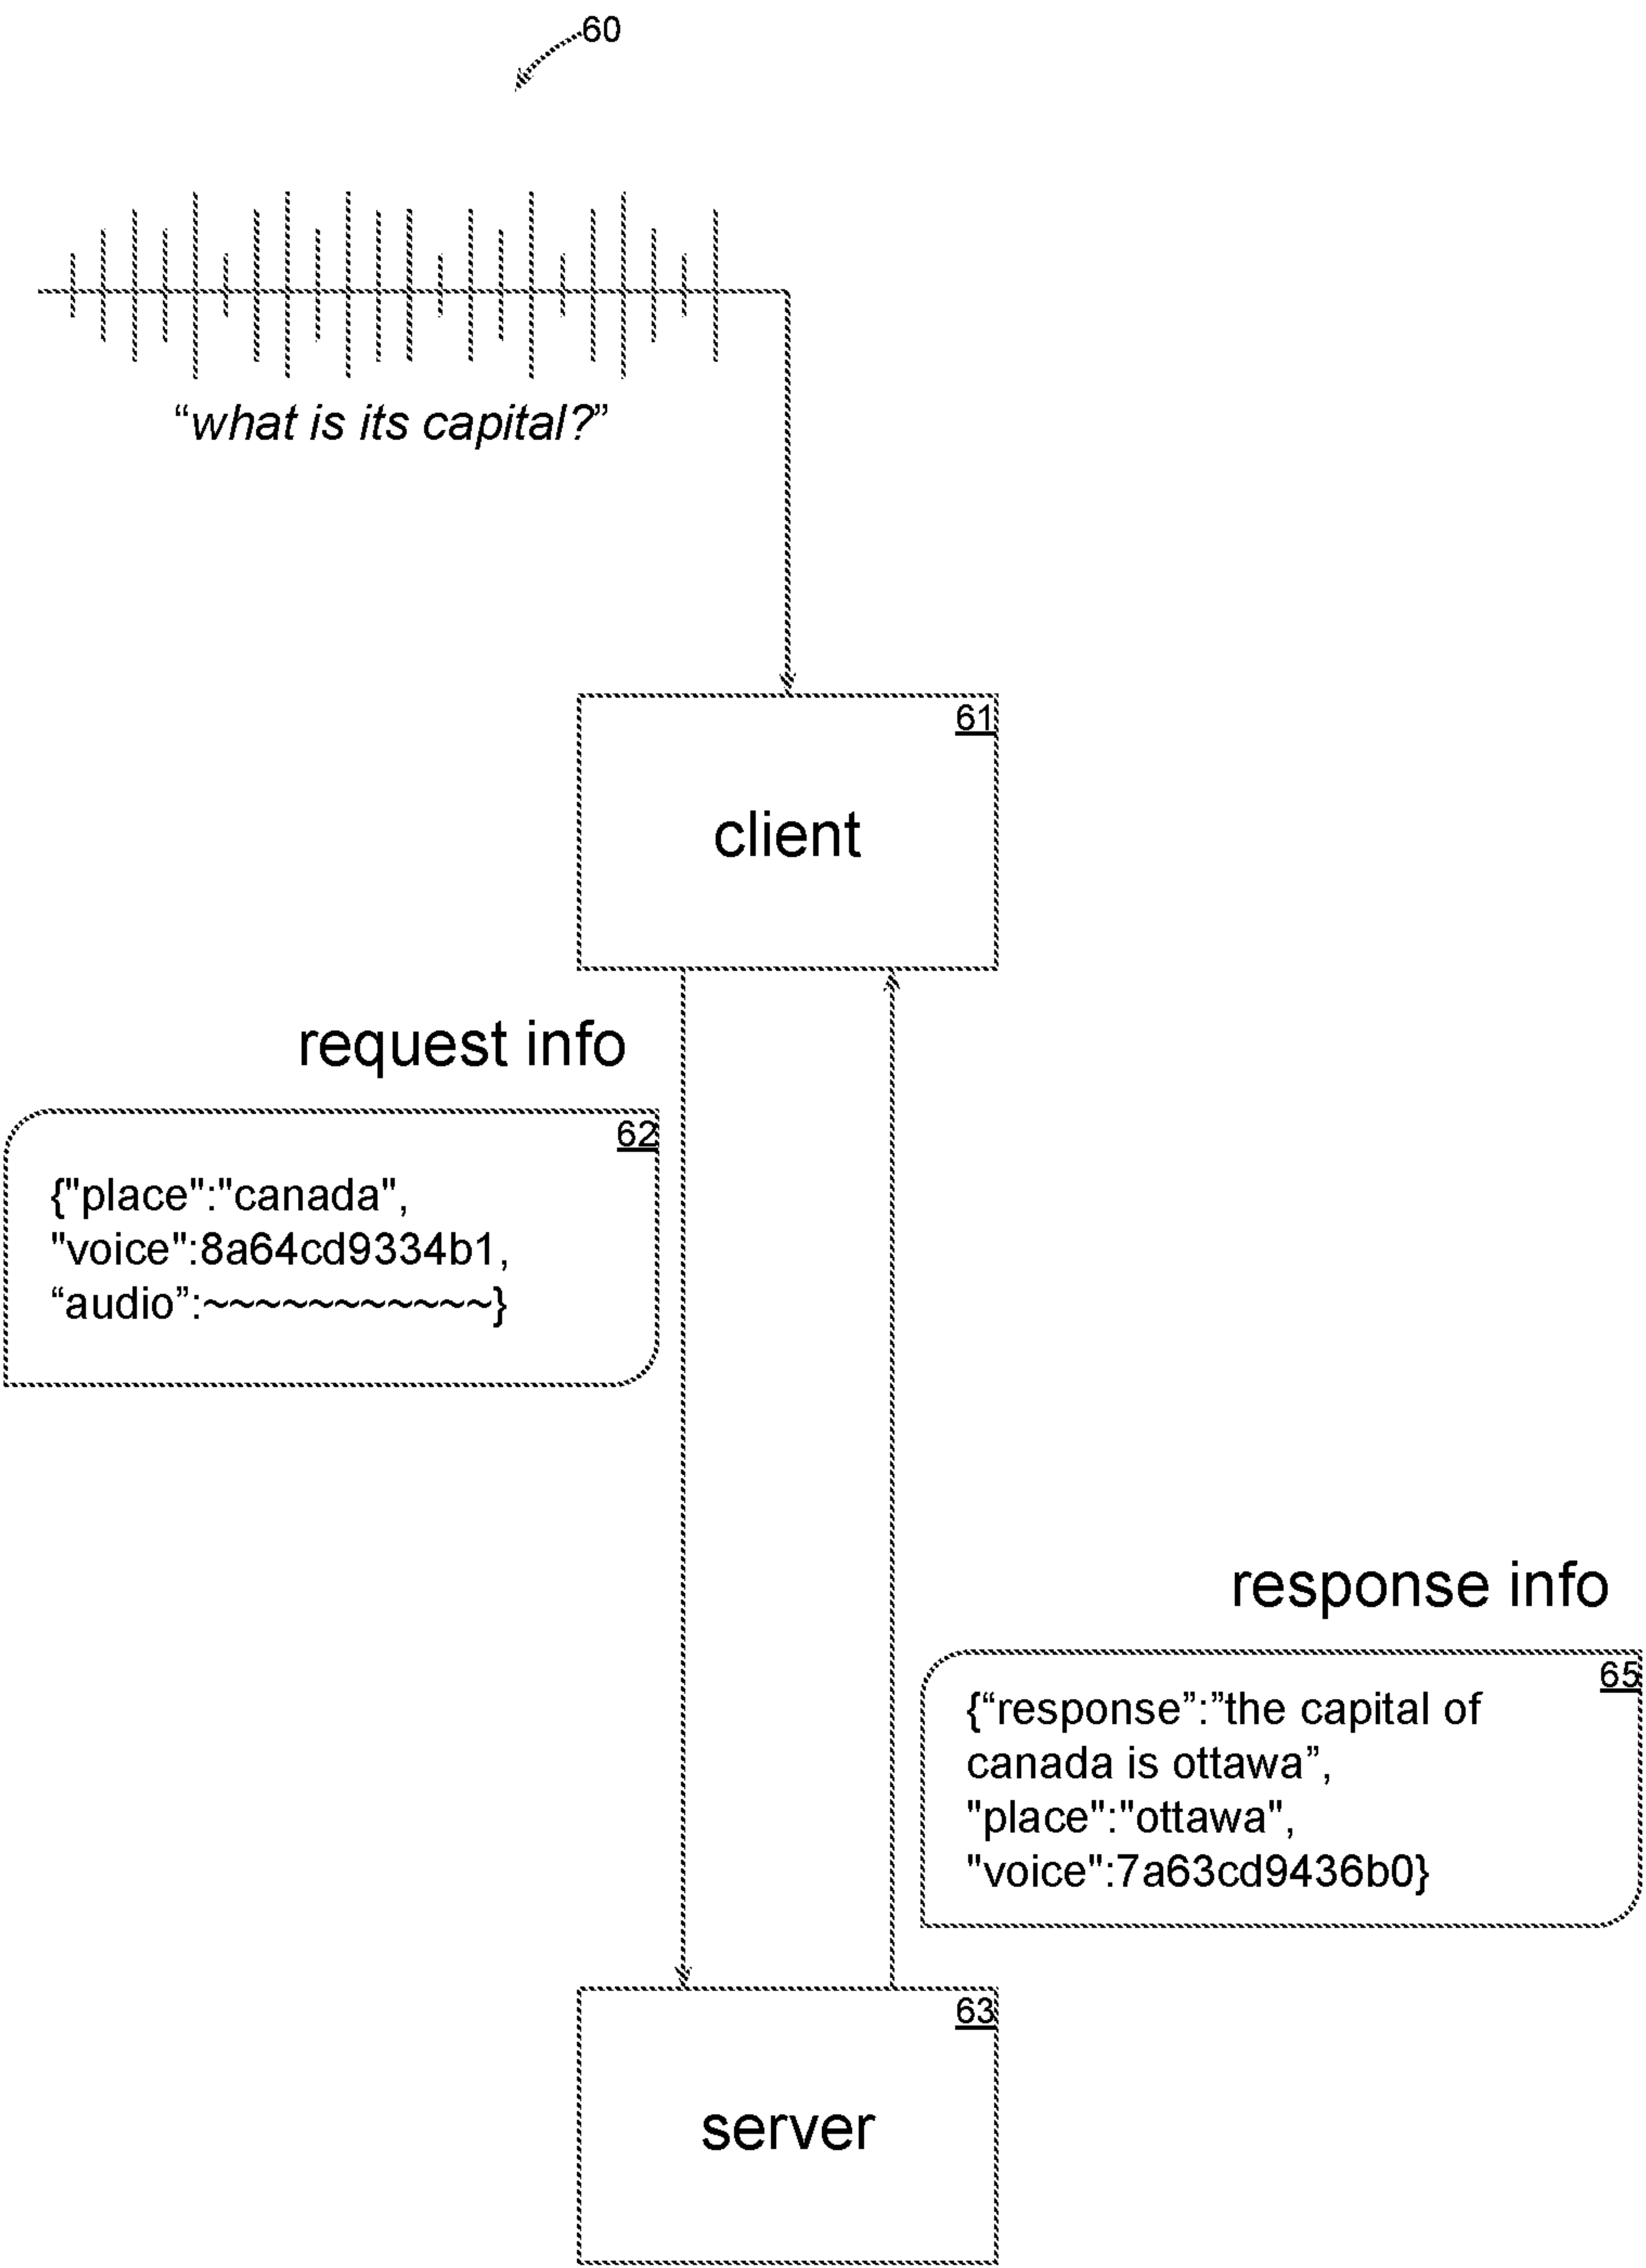 60
“what is its capital?”
61
client
request info
62
{"place":"canada",
"voice":8a64cd9334b1,
“audio”:~~~~~~~~~~~}
response info
65
{“response”:”the capital of
canada is ottawa”,
"place":"ottawa",
"voice":7a63cd9436b0}
63
server